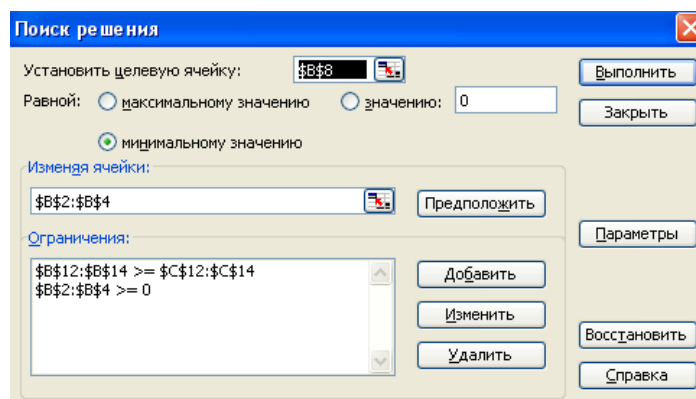 Поиск решения
Установить целевую ячейку: $B$8 Выполнить
Равной: максимальному значению значению: 0 Закрыть
минимальному значению
Изменяя ячейки:
$B$2:$B$4 Предположить
Ограничения: Параметры
$B$12:$B$14 >= $C$12:$C$14 Добавить
$B$2:$B$4 >= 0
Изменить
Восстановить
Удалить
Справка